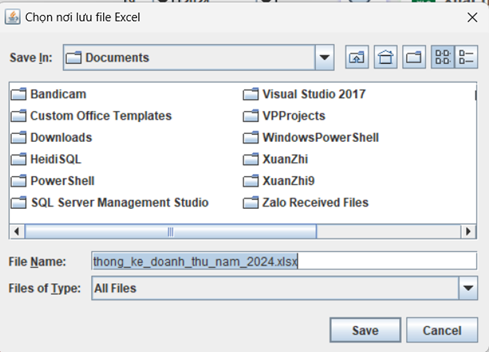 Chọn nơi lưu file Excel
Save In: Documents
Bandicam
Custom Office Templates
Downloads
HeidiSQL
PowerShell
SQL Server Management Studio
Visual Studio 2017
VPProjects
WindowsPowerShell
XuanZhi
XuanZhi9
Zalo Received Files
File Name: thong_ke_doanh_thu_nam_2024.xlsx
Files of Type: All Files
Save Cancel